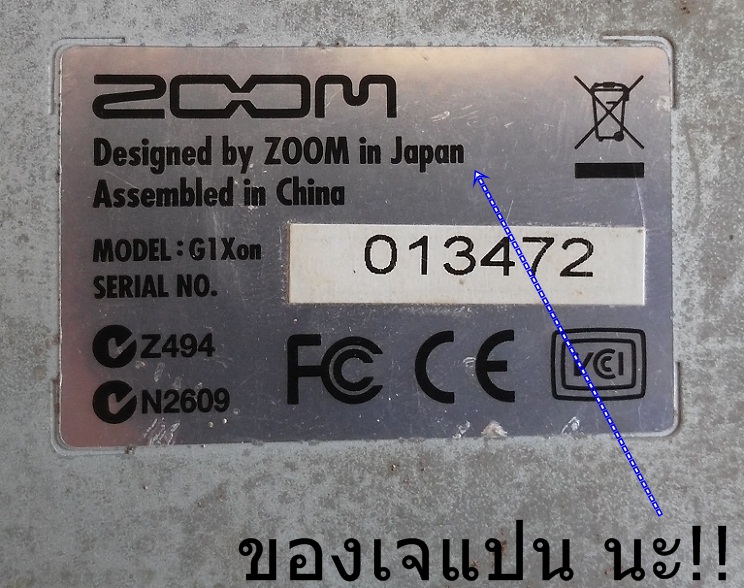 ZOOM
Designed by ZOOM in Japan
Assembled in China
MODEL : G1Xon
SERIAL NO.
013472
Z494
N2609
FC CE VCI
ของเจแปน นะ!!